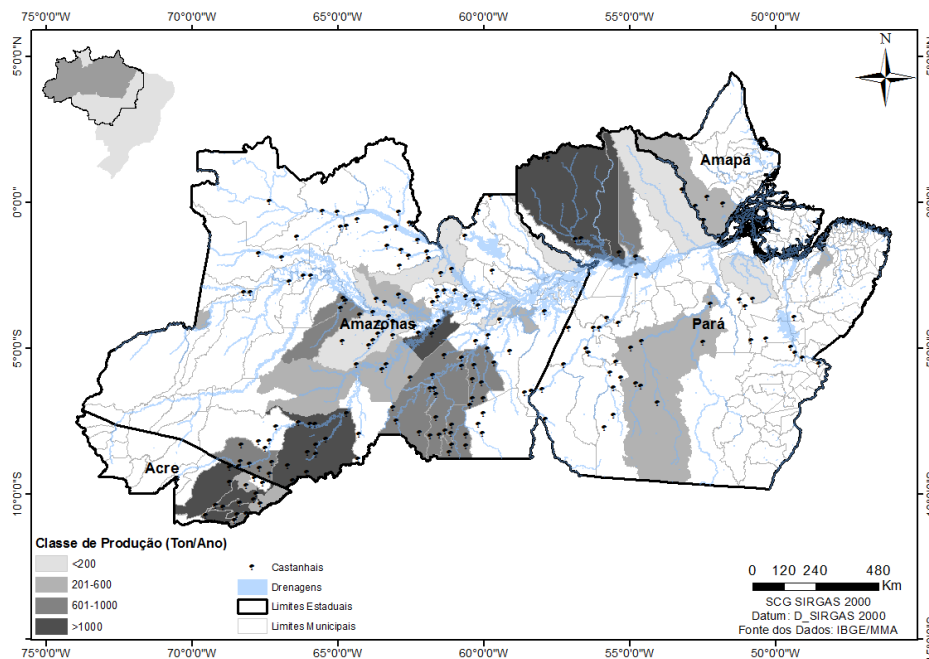 75°0'0"W
70°0'0"W
65°0'0"W
60°0'0"W
55°0'0"W
50°0'0"W
5°0'0"N
N
Amapá
0°0'0"
Amazonas
Pará
5°0'0"S
Acre
10°0'0"S
Classe de Produção (Ton/Ano)
<200
201-600
601-1000
>1000
Castanhais
Drenagens
Limites Estaduais
Limites Municipais
0 120 240 480
Km
SCG SIRGAS 2000
Datum: D_SIRGAS 2000
Fonte dos Dados: IBGE/MMA
75°0'0"W
70°0'0"W
65°0'0"W
60°0'0"W
55°0'0"W
50°0'0"W